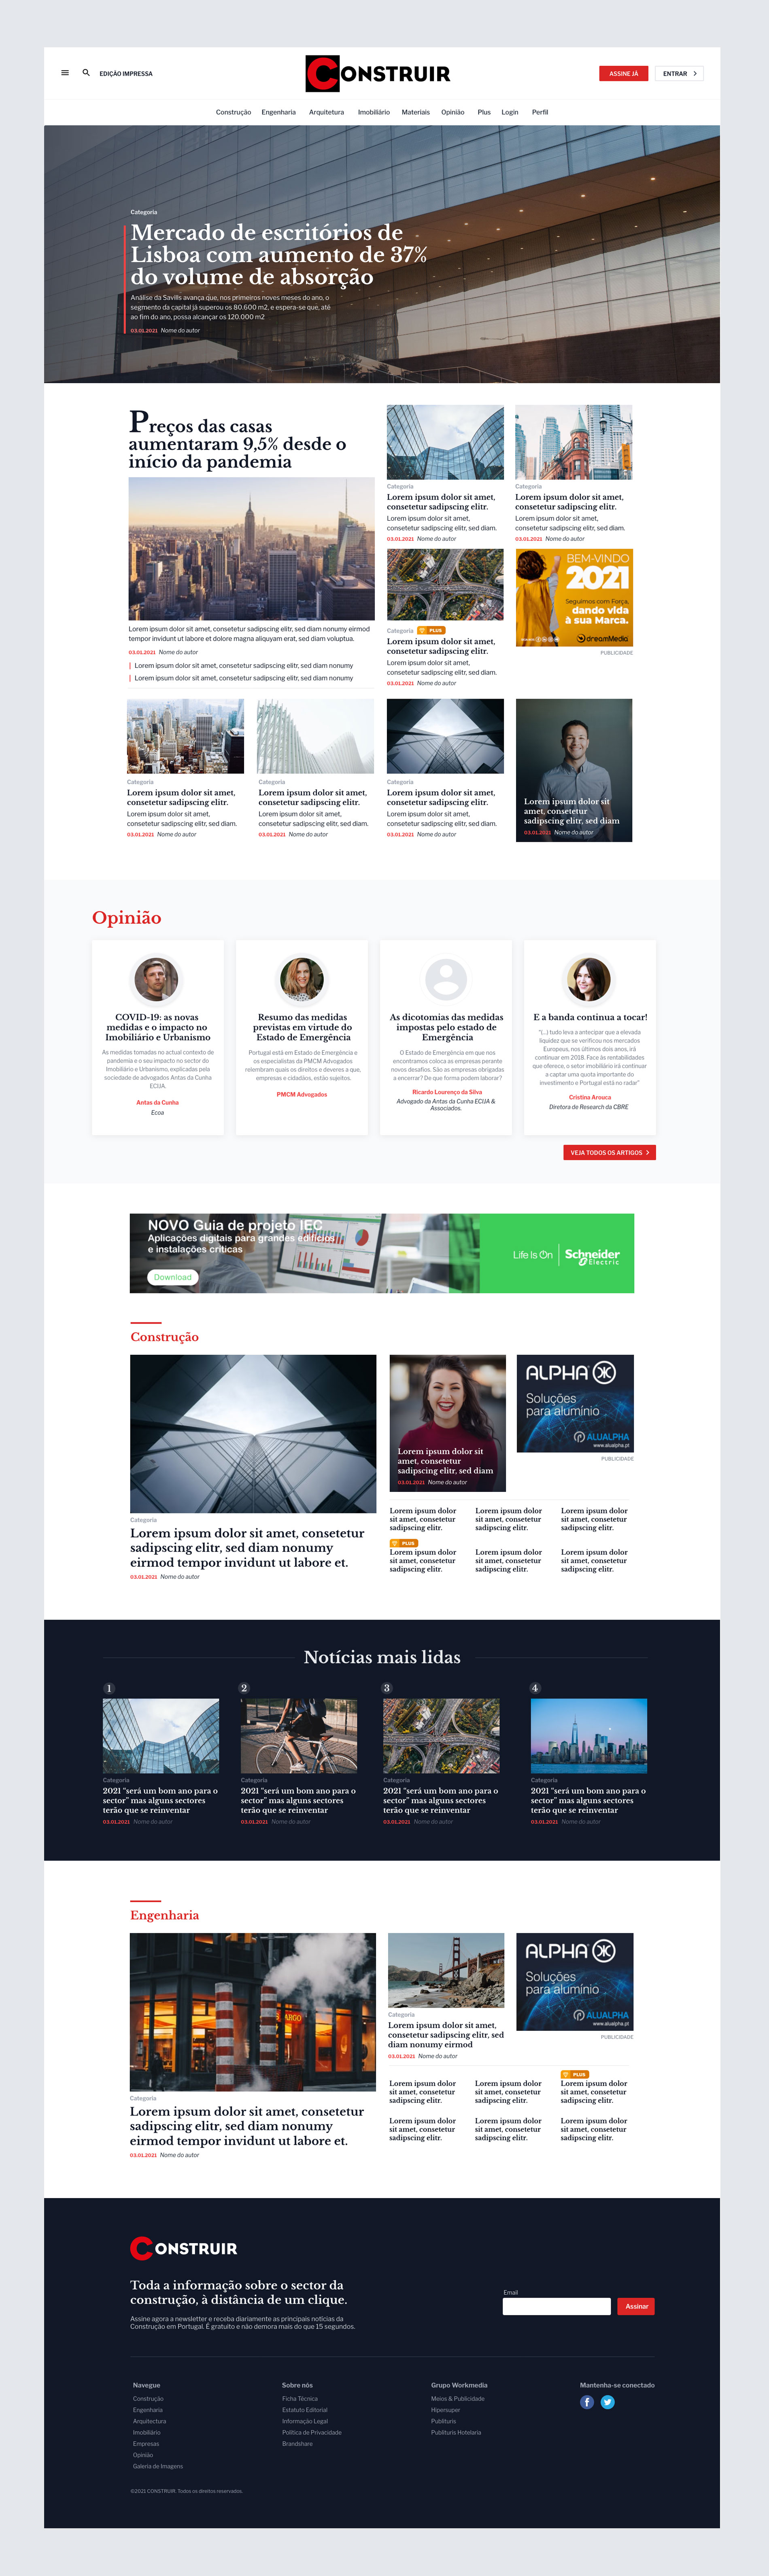 EDIÇÃO IMPRESSA
CONSTRUIR
ASSINE JÁ
ENTRAR
Construção Engenharia Arquitetura Imobiliário Materiais Opinião Plus Login Perfil
Categoria
Mercado de escritórios de
Lisboa com aumento de 37%
do volume de absorção
Análise da Savills avança que, nos primeiros noves meses do ano, o
segmento da capital já superou os 80.600 m2, e espera-se que, até
ao fim do ano, possa alcançar os 120.000 m2
03.01.2021 Nome do autor
Preços das casas
aumentaram 9,5% desde o
início da pandemia
Lorem ipsum dolor sit amet, consetetur sadipscing elitr, sed diam nonumy eirmod
tempor invidunt ut labore et dolore magna aliquyam erat, sed diam voluptua.
03.01.2021 Nome do autor
Lorem ipsum dolor sit amet, consetetur sadipscing elitr, sed diam nonumy
Lorem ipsum dolor sit amet, consetetur sadipscing elitr, sed diam nonumy
Categoria
Lorem ipsum dolor sit amet,
consetetur sadipscing elitr.
Lorem ipsum dolor sit amet,
consetetur sadipscing elitr, sed diam.
03.01.2021 Nome do autor
Categoria
Lorem ipsum dolor sit amet,
consetetur sadipscing elitr.
Lorem ipsum dolor sit amet,
consetetur sadipscing elitr, sed diam.
03.01.2021 Nome do autor
Categoria PLUS
Lorem ipsum dolor sit amet,
consetetur sadipscing elitr.
Lorem ipsum dolor sit amet,
consetetur sadipscing elitr, sed diam.
03.01.2021 Nome do autor
BEM-VINDO
2021
Seguimos com Força,
dando vida
à sua Marca.
dreamMedia
PUBLICIDADE
Categoria
Lorem ipsum dolor sit amet,
consetetur sadipscing elitr.
Lorem ipsum dolor sit amet,
consetetur sadipscing elitr, sed diam.
03.01.2021 Nome do autor
Categoria
Lorem ipsum dolor sit amet,
consetetur sadipscing elitr.
Lorem ipsum dolor sit amet,
consetetur sadipscing elitr, sed diam.
03.01.2021 Nome do autor
Categoria
Lorem ipsum dolor sit amet,
consetetur sadipscing elitr.
Lorem ipsum dolor sit amet,
consetetur sadipscing elitr, sed diam.
03.01.2021 Nome do autor
Lorem ipsum dolor sit
amet, consetetur
sadipscing elitr, sed diam
03.01.2021 Nome do autor
Opinião
COVID-19: as novas
medidas e o impacto no
Imobiliário e Urbanismo
As medidas tomadas no actual contexto de
pandemia e o seu impacto no sector do
Imobiliário e Urbanismo, explicadas pela
sociedade de advogados Antas da Cunha
ECIJA.
Antas da Cunha
Ecoa
Resumo das medidas
previstas em virtude do
Estado de Emergência
Portugal está em Estado de Emergência e
os especialistas da PMCM Advogados
relembram quais os direitos e deveres a que,
empresas e cidadãos, estão sujeitos.
PMCM Advogados
As dicotomias das medidas
impostas pelo estado de
Emergência
O Estado de Emergência em que nos
encontramos coloca as empresas perante
novos desafios. São as empresas obrigadas
a encerrar? De que forma podem laborar?
Ricardo Lourenço da Silva
Advogado da Antas da Cunha ECIJA &
Associados.
E a banda continua a tocar!
"(...) tudo leva a antecipar que a elevada
liquidez que se verificou nos mercados
Europeus, nos últimos dois anos, irá
continuar em 2018. Face às rentabilidades
que oferece, o setor imobiliário irá continuar
a captar uma quota importante do
investimento e Portugal está no radar"
Cristina Arouca
Diretora de Research da CBRE
VEJA TODOS OS ARTIGOS
NOVO Guia de projeto IEC
Aplicações digitais para grandes edifícios
e instalações críticas
Download
Life Is On
Schneider
Electric
Construção
Categoria
Lorem ipsum dolor sit amet, consetetur
sadipscing elitr, sed diam nonumy
eirmod tempor invidunt ut labore et.
03.01.2021 Nome do autor
Lorem ipsum dolor sit
amet, consetetur
sadipscing elitr, sed diam
03.01.2021 Nome do autor
ALPHA
Soluções
para alumínio
ALUALPHA
www.alualpha.pt
PUBLICIDADE
Lorem ipsum dolor
sit amet, consetetur
sadipscing elitr.
Lorem ipsum dolor
sit amet, consetetur
sadipscing elitr.
Lorem ipsum dolor
sit amet, consetetur
sadipscing elitr.
PLUS
Lorem ipsum dolor
sit amet, consetetur
sadipscing elitr.
Lorem ipsum dolor
sit amet, consetetur
sadipscing elitr.
Lorem ipsum dolor
sit amet, consetetur
sadipscing elitr.
Notícias mais lidas
1
Categoria
2021 "será um bom ano para o
sector" mas alguns sectores
terão que se reinventar
03.01.2021 Nome do autor
2
Categoria
2021 "será um bom ano para o
sector" mas alguns sectores
terão que se reinventar
03.01.2021 Nome do autor
3
Categoria
2021 "será um bom ano para o
sector" mas alguns sectores
terão que se reinventar
03.01.2021 Nome do autor
4
Categoria
2021 "será um bom ano para o
sector" mas alguns sectores
terão que se reinventar
03.01.2021 Nome do autor
Engenharia
Categoria
Lorem ipsum dolor sit amet, consetetur
sadipscing elitr, sed diam nonumy
eirmod tempor invidunt ut labore et.
03.01.2021 Nome do autor
Categoria
Lorem ipsum dolor sit amet,
consetetur sadipscing elitr, sed
diam nonumy eirmod
03.01.2021 Nome do autor
ALPHA
Soluções
para alumínio
ALUALPHA
www.alualpha.pt
PUBLICIDADE
Lorem ipsum dolor
sit amet, consetetur
sadipscing elitr.
Lorem ipsum dolor
sit amet, consetetur
sadipscing elitr.
PLUS
Lorem ipsum dolor
sit amet, consetetur
sadipscing elitr.
Lorem ipsum dolor
sit amet, consetetur
sadipscing elitr.
Lorem ipsum dolor
sit amet, consetetur
sadipscing elitr.
Lorem ipsum dolor
sit amet, consetetur
sadipscing elitr.
CONSTRUIR
Toda a informação sobre o sector da
construção, à distância de um clique.
Assine agora a newsletter e receba diariamente as principais notícias da
Construção em Portugal. É gratuito e não demora mais do que 15 segundos.
Email
Assinar
Navegue
Construção
Engenharia
Arquitectura
Imobiliário
Empresas
Opinião
Galeria de Imagens
Sobre nós
Ficha Técnica
Estatuto Editorial
Informação Legal
Política de Privacidade
Brandshare
Grupo Workmedia
Meios & Publicidade
Hipersuper
Publituris
Publituris Hotelaria
Mantenha-se conectado
©2021 CONSTRUIR. Todos os direitos reservados.